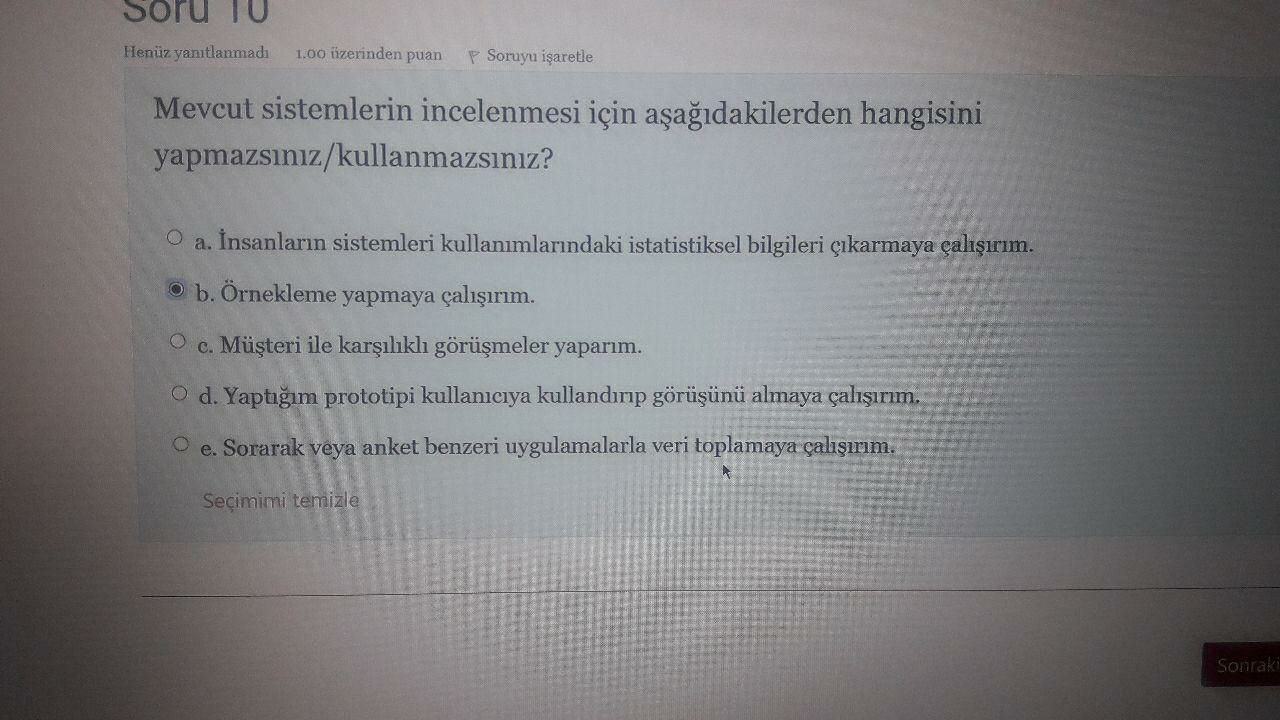 Soru 10
Henüz yanıtlanmadı 1.00 üzerinden puan Soruyu işaretle
Mevcut sistemlerin incelenmesi için aşağıdakilerden hangisini
yapmazsınız/kullanmazsınız?
a. İnsanların sistemleri kullanımlarındaki istatistiksel bilgileri çıkarmaya çalışırım.
b. Örnekleme yapmaya çalışırım.
c. Müşteri ile karşılıklı görüşmeler yaparım.
d. Yaptığım prototipi kullanıcıya kullandırıp görüşünü almaya çalışırım.
e. Sorarak veya anket benzeri uygulamalarla veri toplamaya çalışırım.
Seçimimi temizle
Sonraki